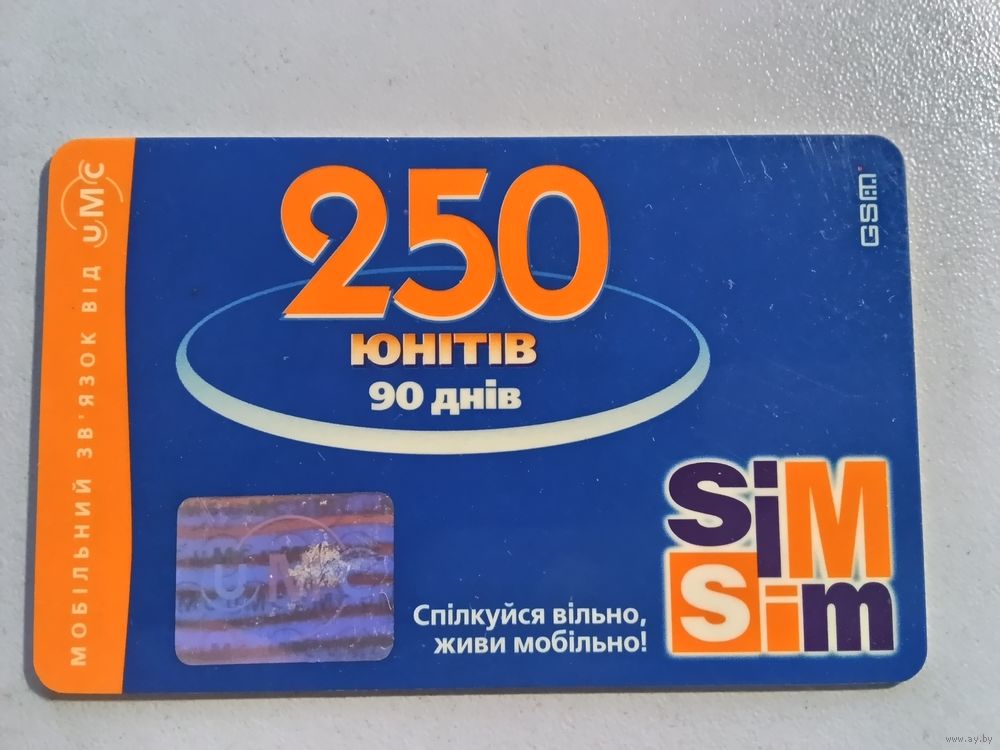 МОБІЛЬНИЙ ЗВ'ЯЗОК ВІД UMC
250
ЮНІТІВ
90 днів
GSM
UMC
Спілкуйся вільно,
живи мобільно!
SiM
Sim
www.ay.by